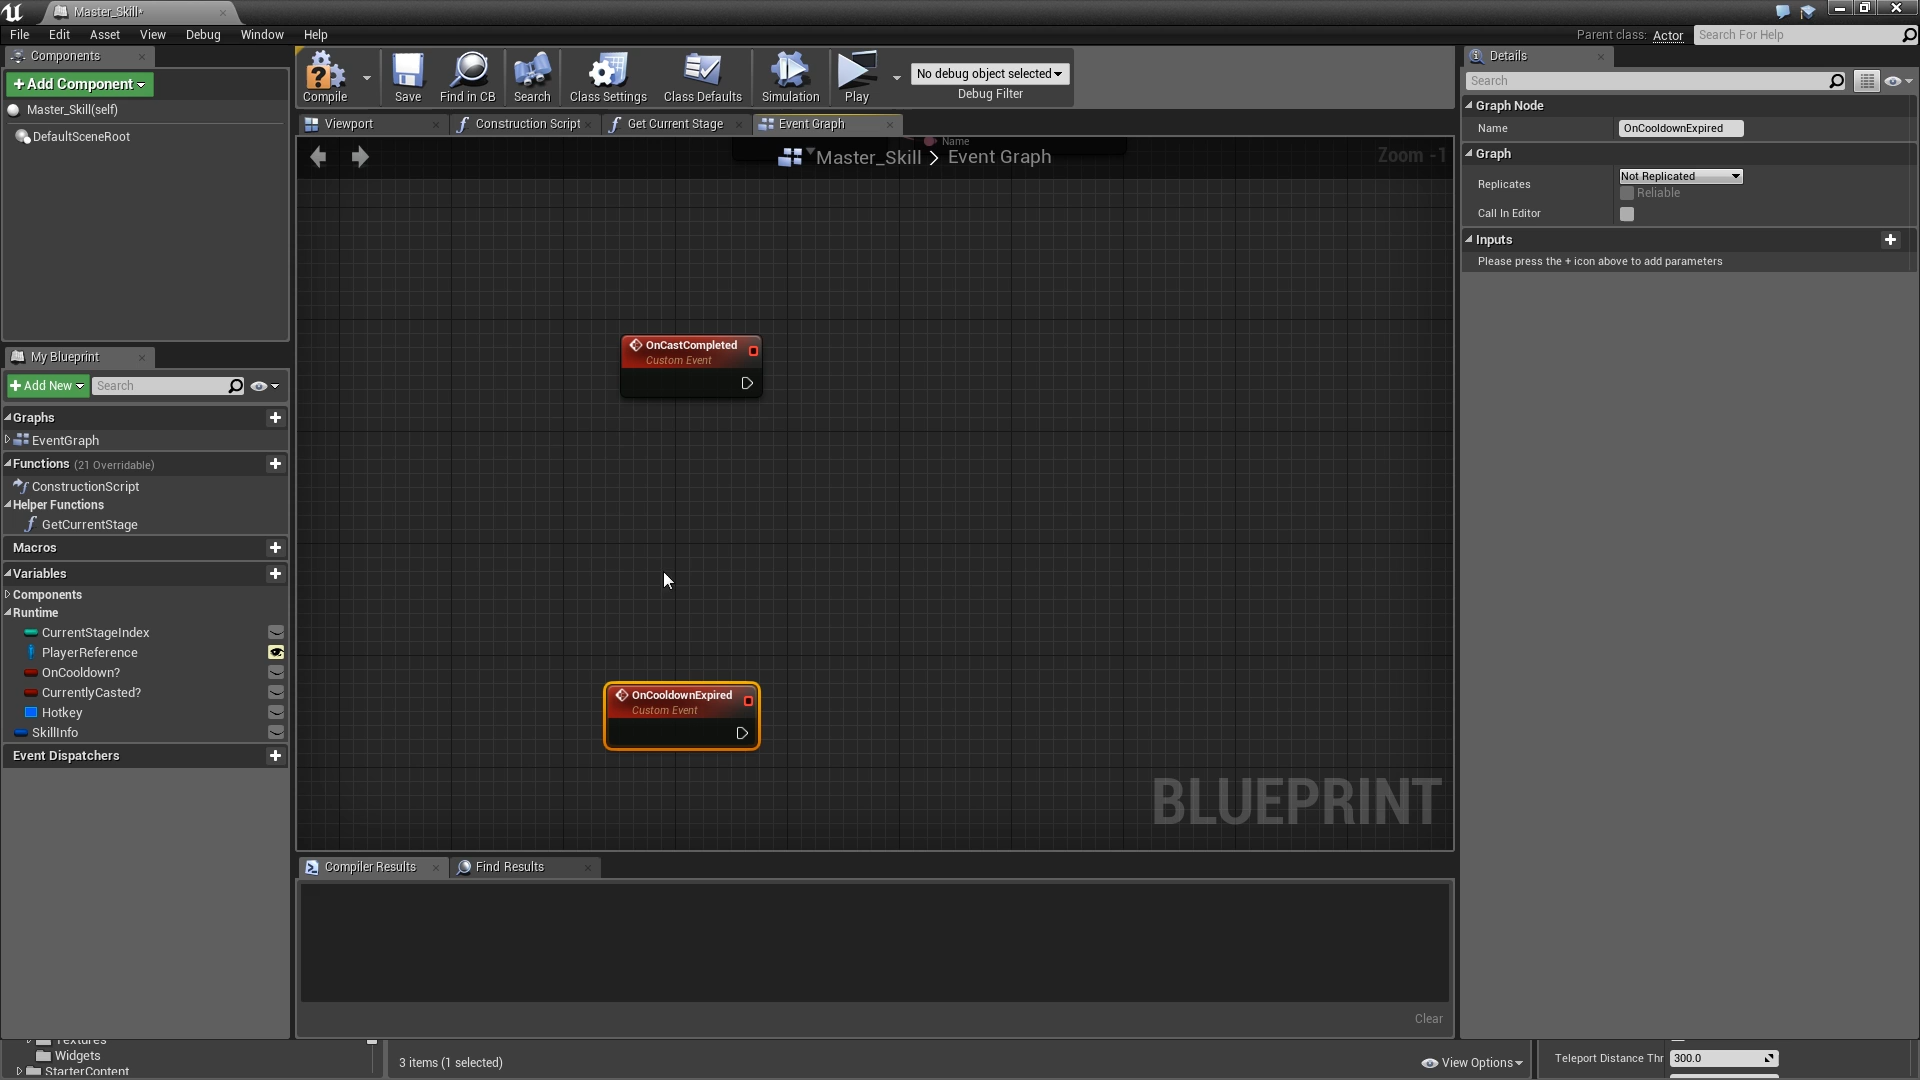 Master_Skill*
File Edit Asset View Debug Window Help
Parent class: Actor
Search For Help
Components
+ Add Component
Master_Skill(self)
DefaultSceneRoot
My Blueprint
+ Add New
Search
Graphs
EventGraph
Functions (21 Overridable)
ConstructionScript
Helper Functions
GetCurrentStage
Macros
Variables
Components
Runtime
CurrentStageIndex
PlayerReference
OnCooldown?
CurrentlyCasted?
Hotkey
SkillInfo
Event Dispatchers
Compile
Save
Find in CB
Search
Class Settings
Class Defaults
Simulation
Play
No debug object selected
Debug Filter
Viewport
Construction Script
Get Current Stage
Event Graph
Name
Master_Skill > Event Graph
Zoom -1
OnCastCompleted
Custom Event
OnCooldownExpired
Custom Event
BLUEPRINT
Compiler Results
Find Results
Clear
Details
Search
Graph Node
Name OnCooldownExpired
Graph
Replicates Not Replicated
Reliable
Call In Editor
Inputs
Please press the + icon above to add parameters
Textures
Widgets
StarterContent
3 items (1 selected)
View Options
Teleport Distance Thr 300.0